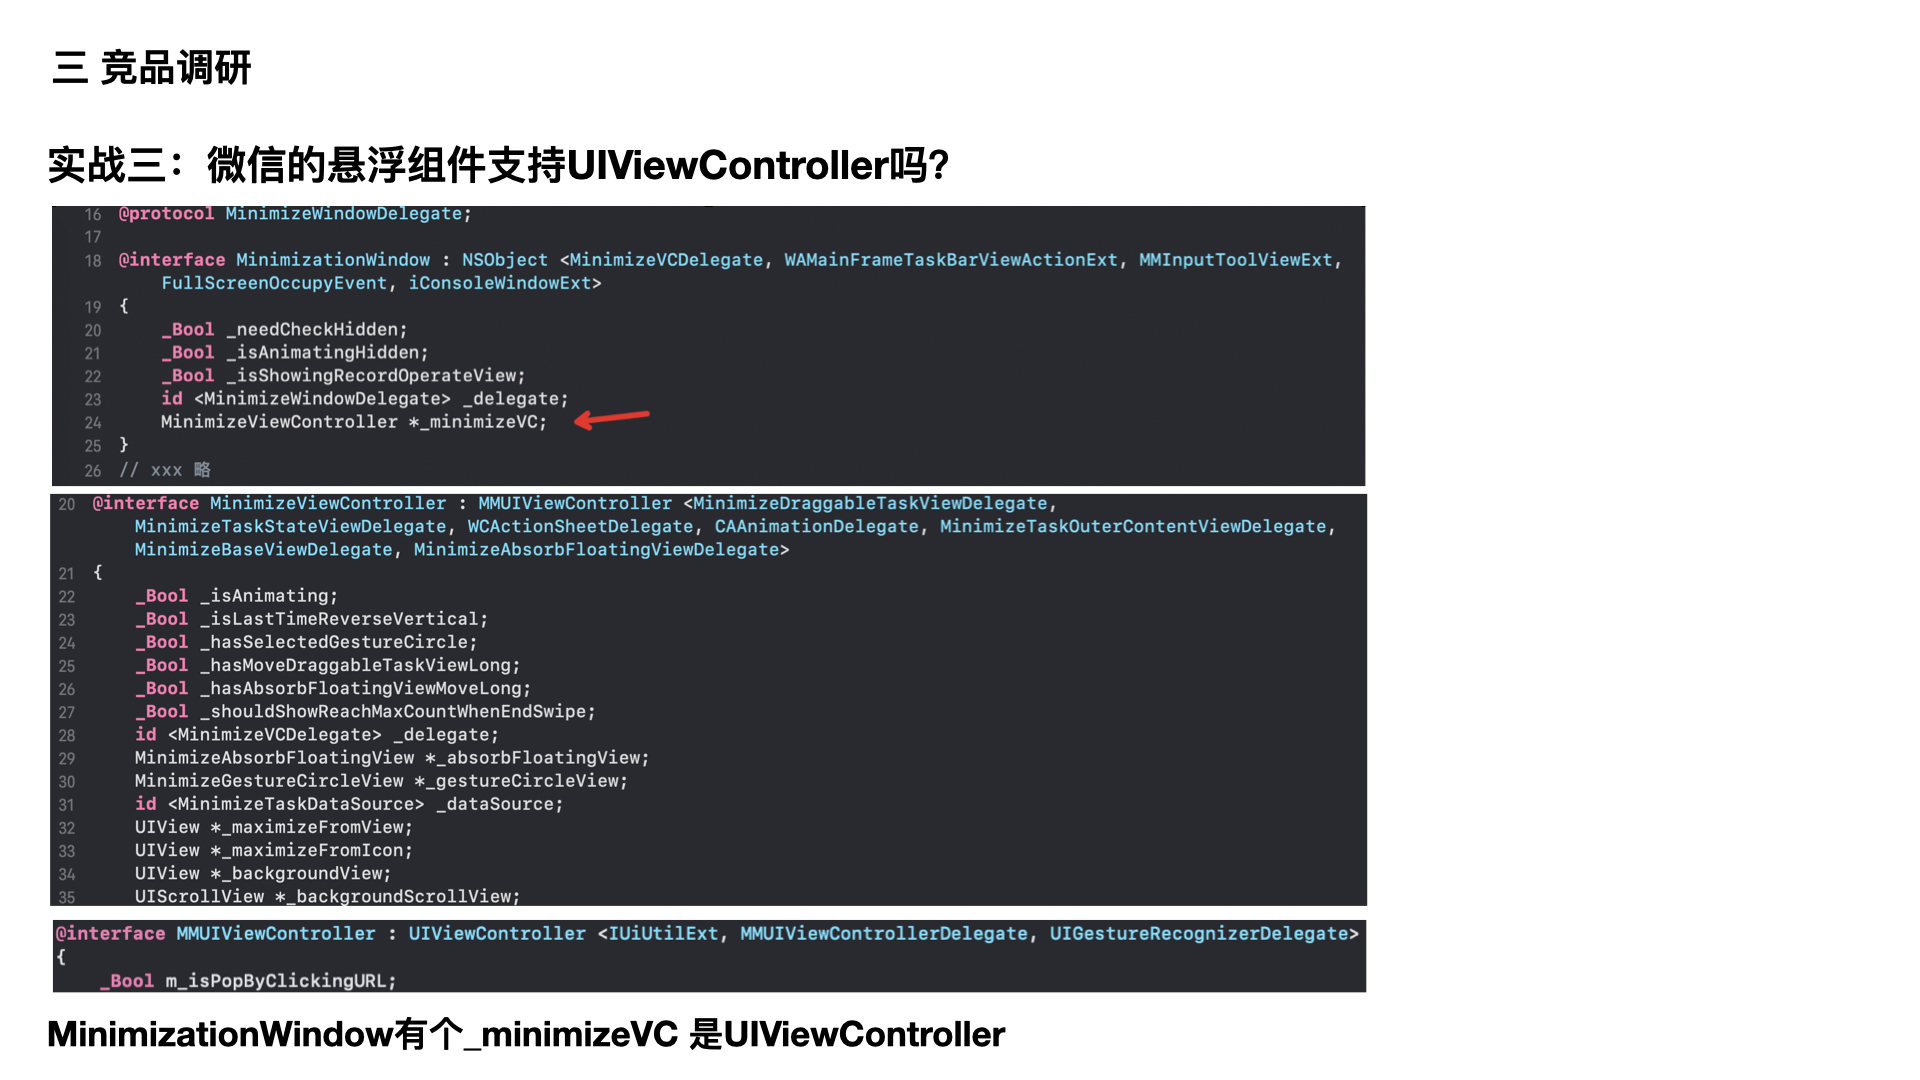 三 竞品调研
实战三：微信的悬浮组件支持UIViewController吗?
16 @protocol MinimizeWindowDelegate;
17
18 @interface MinimizationWindow : NSObject <MinimizeVCDelegate, WAMainFrameTaskBarViewActionExt, MMInputToolViewExt,
FullScreenOccupyEvent, iConsoleWindowExt>
19 {
20 _Bool _needCheckHidden;
21 _Bool _isAnimatingHidden;
22 _Bool _isShowingRecordOperateView;
23 id <MinimizeWindowDelegate> _delegate;
24 MinimizeViewController *_minimizeVC;
25 }
26 // xxx 略
20 @interface MinimizeViewController : MMUIViewController <MinimizeDraggableTaskViewDelegate,
MinimizeTaskStateViewDelegate, WCActionSheetDelegate, CAAnimationDelegate, MinimizeTaskOuterContentViewDelegate,
MinimizeBaseViewDelegate, MinimizeAbsorbFloatingViewDelegate>
21 {
22 _Bool _isAnimating;
23 _Bool _isLastTimeReverseVertical;
24 _Bool _hasSelectedGestureCircle;
25 _Bool _hasMoveDraggableTaskViewLong;
26 _Bool _hasAbsorbFloatingViewMoveLong;
27 _Bool _shouldShowReachMaxCountWhenEndSwipe;
28 id <MinimizeVCDelegate> _delegate;
29 MinimizeAbsorbFloatingView *_absorbFloatingView;
30 MinimizeGestureCircleView *_gestureCircleView;
31 id <MinimizeTaskDataSource> _dataSource;
32 UIView *_maximizeFromView;
33 UIView *_maximizeFromIcon;
34 UIView *_backgroundView;
35 UIScrollView *_backgroundScrollView;
@interface MMUIViewController : UIViewController <IUiUtilExt, MMUIViewControllerDelegate, UIGestureRecognizerDelegate>
{
_Bool m_isPopByClickingURL;
MinimizationWindow有个_minimizeVC 是UIViewController